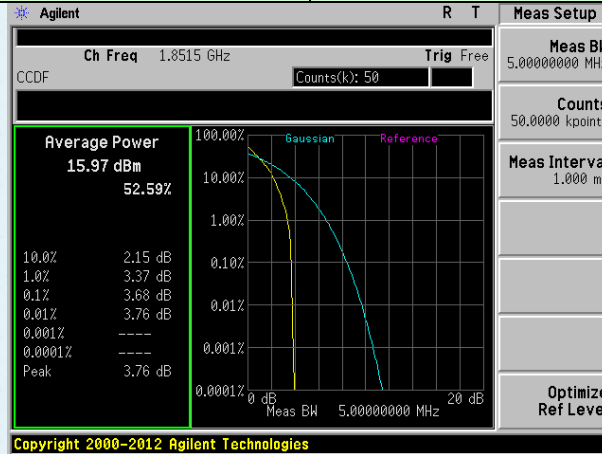 Agilent R T Meas Setup
Ch Freq 1.8515 GHz Trig Free
CCDF Counts(k): 50
Meas B
5.00000000 MH
Counts
50.0000 kpoint
Meas Interva
1.000 m
Average Power
15.97 dBm
52.59%
10.0% 2.15 dB
1.0% 3.37 dB
0.1% 3.68 dB
0.01% 3.76 dB
0.001% ----
0.0001% ----
Peak 3.76 dB
Gaussian Reference
100.00%
10.00%
1.00%
0.10%
0.01%
0.001%
0.0001%
0 dB 20 dB
Meas BW 5.00000000 MHz
Optimize
Ref Leve
Copyright 2000-2012 Agilent Technologies